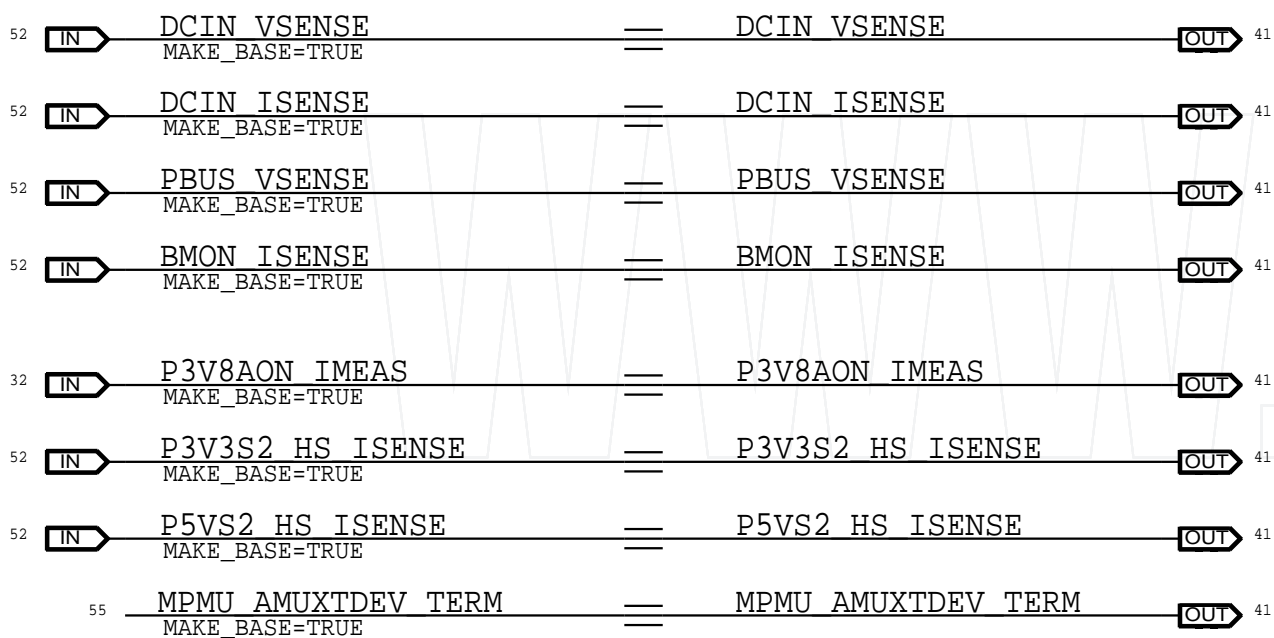 52 IN DCIN_VSENSE DCIN_VSENSE OUT 41
MAKE_BASE=TRUE
52 IN DCIN_ISENSE DCIN_ISENSE OUT 41
MAKE_BASE=TRUE
52 IN PBUS_VSENSE PBUS_VSENSE OUT 41
MAKE_BASE=TRUE
52 IN BMON_ISENSE BMON_ISENSE OUT 41
MAKE_BASE=TRUE
32 IN P3V8AON_IMEAS P3V8AON_IMEAS OUT 41
MAKE_BASE=TRUE
52 IN P3V3S2_HS_ISENSE P3V3S2_HS_ISENSE OUT 41
MAKE_BASE=TRUE
52 IN P5VS2_HS_ISENSE P5VS2_HS_ISENSE OUT 41
MAKE_BASE=TRUE
55 MPMU_AMUXTDEV_TERM MPMU_AMUXTDEV_TERM OUT 41
MAKE_BASE=TRUE